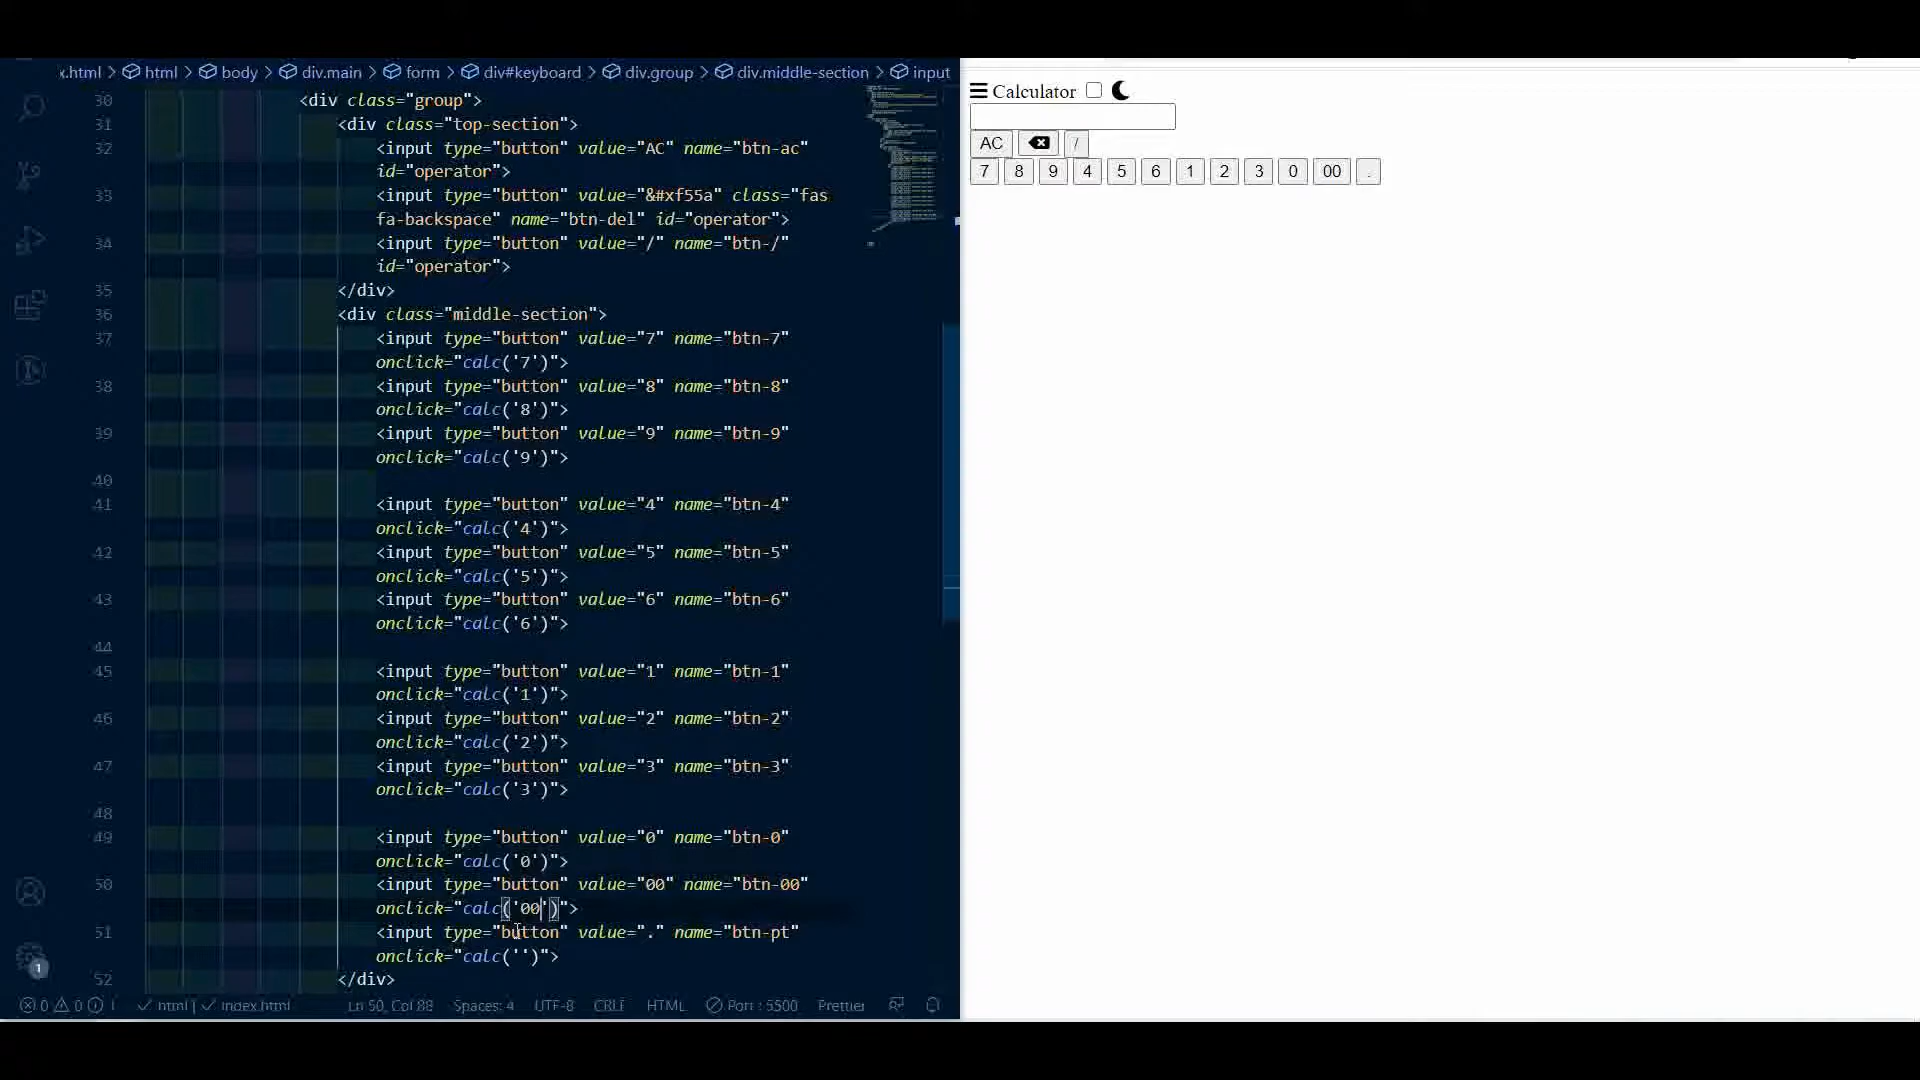 x.html > html > body > div.main > form > div#keyboard > div.group > div.middle-section > input
30 <div class="group">
31 <div class="top-section">
32 <input type="button" value="AC" name="btn-ac"
id="operator">
33 <input type="button" value="&#xf55a" class="fas
fa-backspace" name="btn-del" id="operator">
34 <input type="button" value="/" name="btn-/"
id="operator">
35 </div>
36 <div class="middle-section">
37 <input type="button" value="7" name="btn-7"
onclick="calc('7')">
38 <input type="button" value="8" name="btn-8"
onclick="calc('8')">
39 <input type="button" value="9" name="btn-9"
onclick="calc('9')">
40
41 <input type="button" value="4" name="btn-4"
onclick="calc('4')">
42 <input type="button" value="5" name="btn-5"
onclick="calc('5')">
43 <input type="button" value="6" name="btn-6"
onclick="calc('6')">
44
45 <input type="button" value="1" name="btn-1"
onclick="calc('1')">
46 <input type="button" value="2" name="btn-2"
onclick="calc('2')">
47 <input type="button" value="3" name="btn-3"
onclick="calc('3')">
48
49 <input type="button" value="0" name="btn-0"
onclick="calc('0')">
50 <input type="button" value="00" name="btn-00"
onclick="calc('00')">
51 <input type="button" value="." name="btn-pt"
onclick="calc('')">
52 </div>
1
0 0 1 html | index.html Ln 50, Col 88 Spaces: 4 UTF-8 CRLF HTML Port : 5500 Prettier
Calculator
AC /
7 8 9 4 5 6 1 2 3 0 00 .